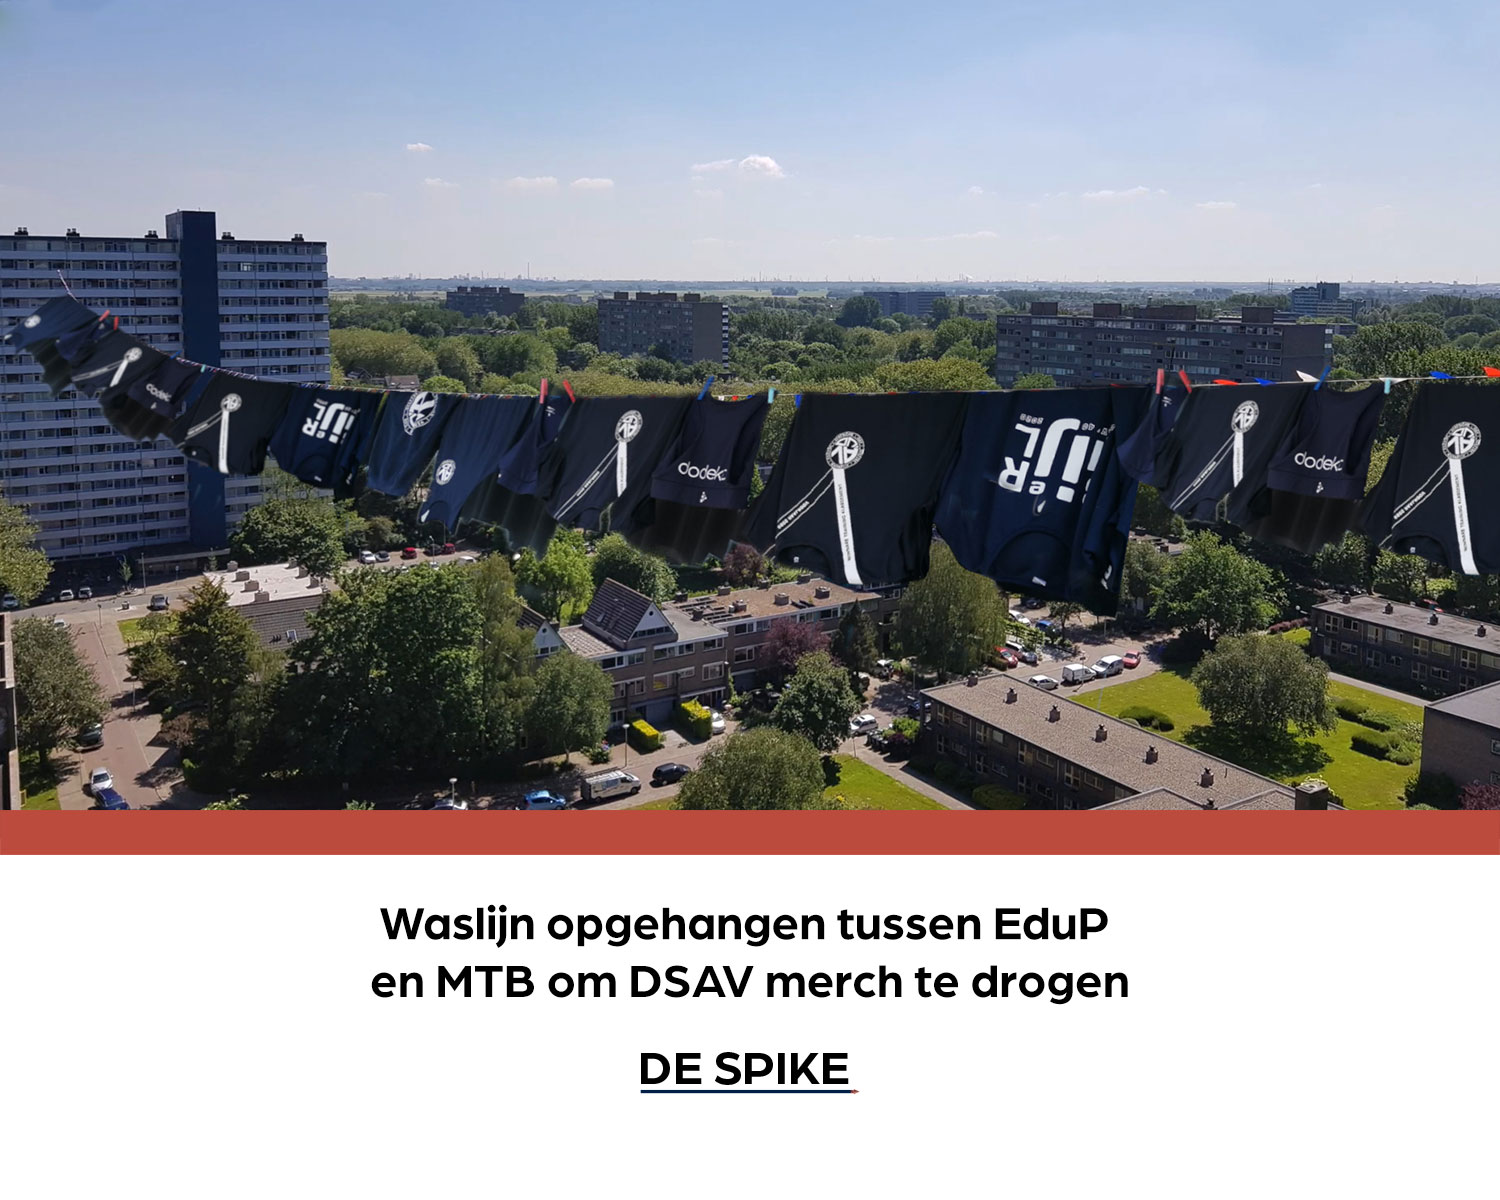 dodek
dodek
dodek
Waslijn opgehangen tussen EduP
en MTB om DSAV merch te drogen
DE SPIKE